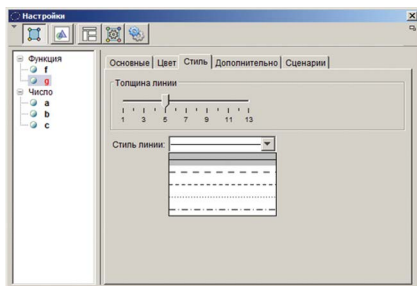 Настройки
Функция
f
g
Число
a
b
c
Основные Цвет Стиль Дополнительно Сценарии
Толщина линии
1 3 5 7 9 11 13
Стиль линии: